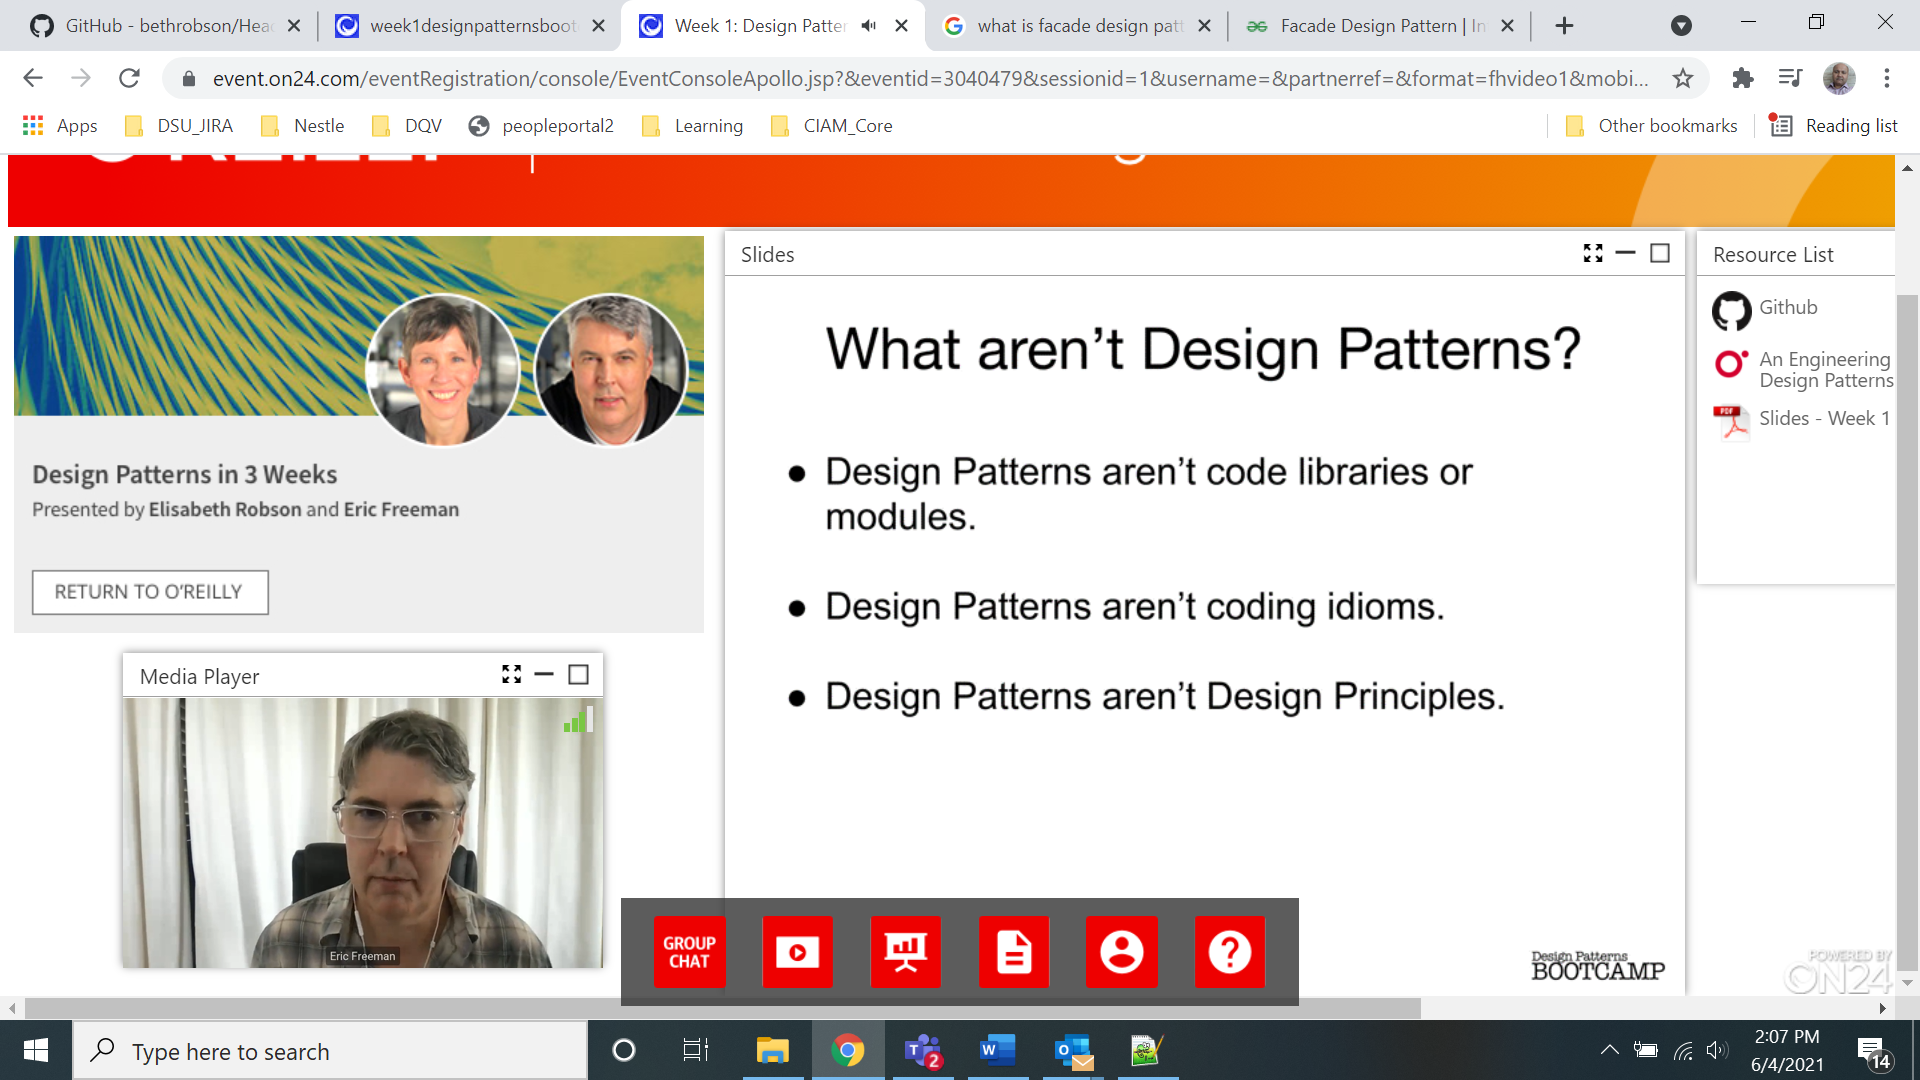 GitHub - bethrobson/Head
week1designpatternsboot
Week 1: Design Patter
what is facade design patt
Facade Design Pattern | In
event.on24.com/eventRegistration/console/EventConsoleApollo.jsp?&eventid=3040479&sessionid=1&username=&partnerref=&format=fhvideo1&mobi...
Apps
DSU_JIRA
Nestle
DQV
peopleportal2
Learning
CIAM_Core
Other bookmarks
Reading list
Design Patterns in 3 Weeks
Presented by Elisabeth Robson and Eric Freeman
RETURN TO O'REILLY
Media Player
Eric Freeman
Slides
What aren't Design Patterns?
● Design Patterns aren't code libraries or
modules.
● Design Patterns aren't coding idioms.
● Design Patterns aren't Design Principles.
Design Patterns
BOOTCAMP
Resource List
Github
An Engineering
Design Patterns
PDF
Slides - Week 1
GROUP
CHAT
POWERED BY
ON24
Type here to search
2
2:07 PM
6/4/2021
14